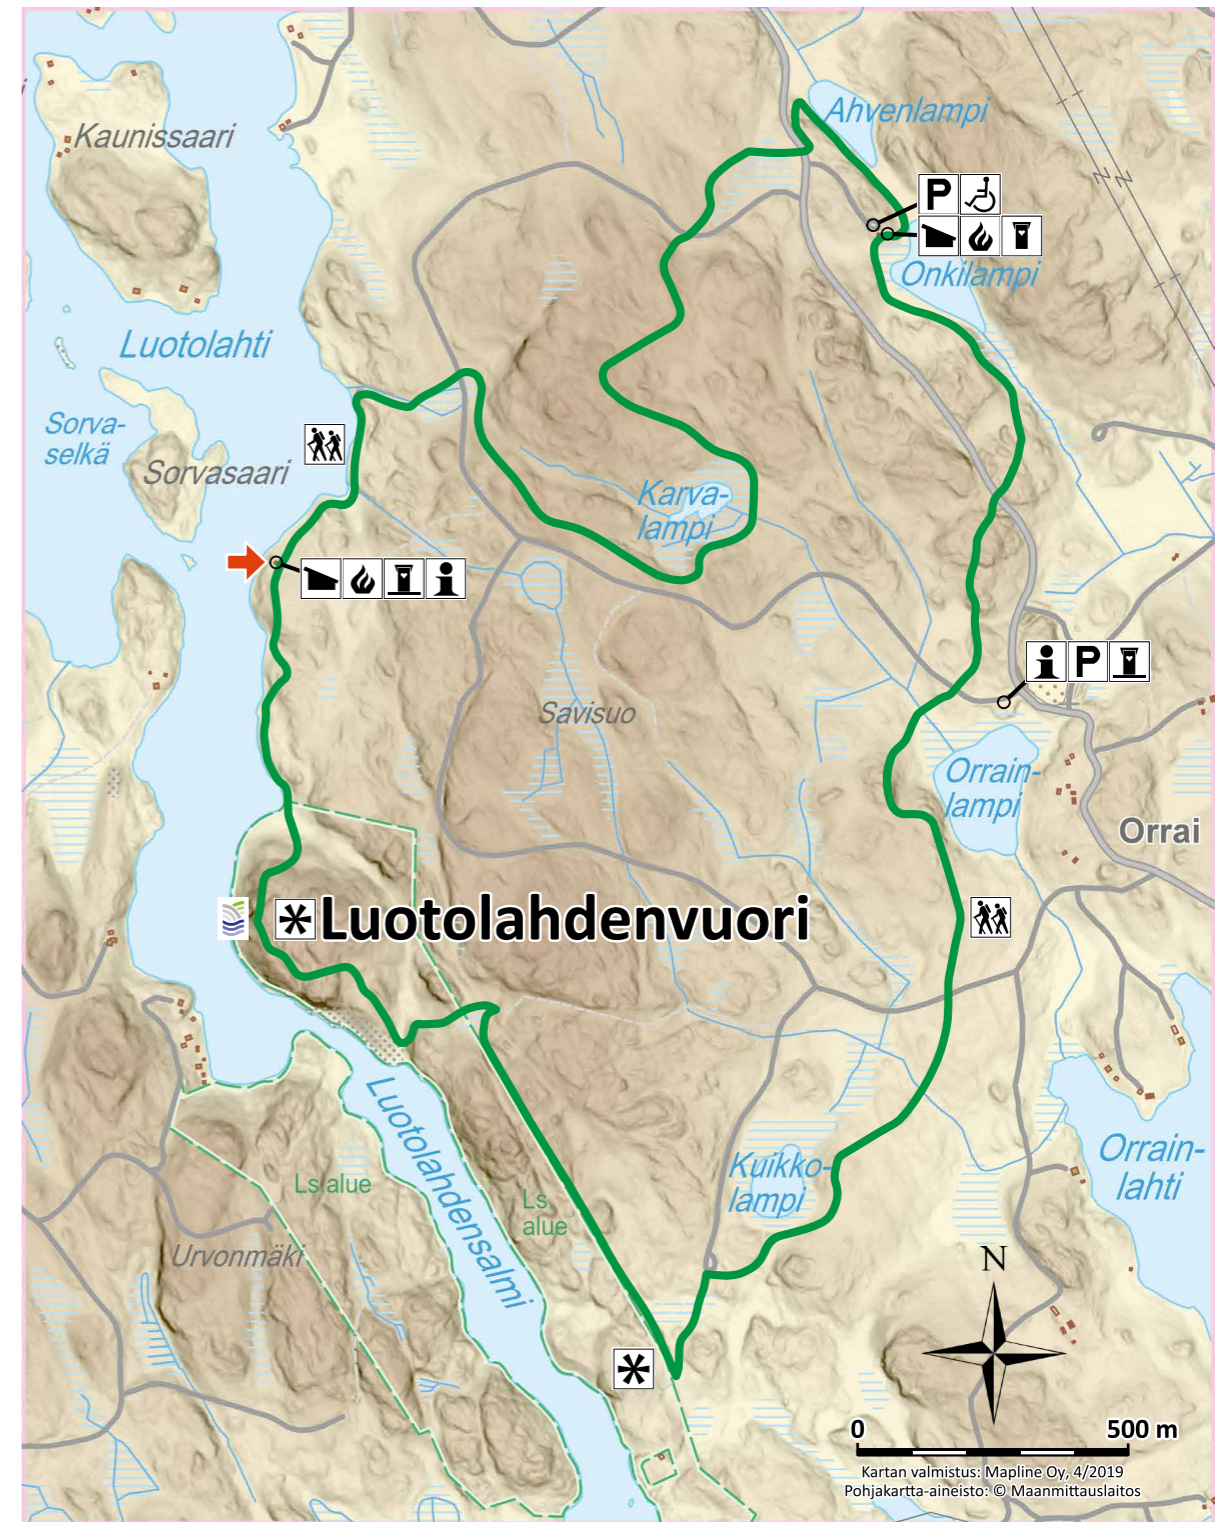 Kaunissaari
Ahvenlampi
P
Onkilampi
Luotolahti
Sorva-
selkä
Sorvasaari
Karva-
lampi
P
Savisuo
Orrain-
lampi
Orrai
Luotolahdenvuori
Luotolahdensalmi
Kuikko-
lampi
Orrain-
lahti
Ls.alue
Ls.
alue
Urvonmäki
N
0 500 m
Kartan valmistus: Mapline Oy, 4/2019
Pohjakartta-aineisto: © Maanmittauslaitos